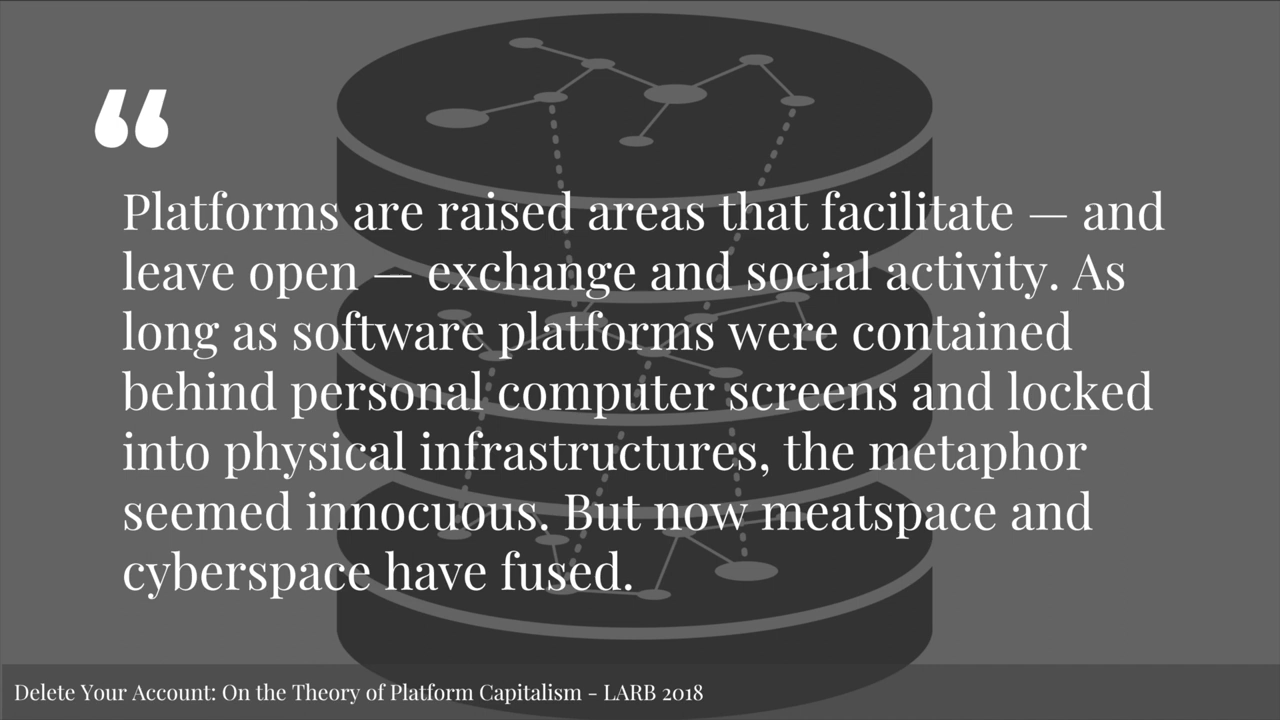 “
Platforms are raised areas that facilitate — and
leave open — exchange and social activity. As
long as software platforms were contained
behind personal computer screens and locked
into physical infrastructures, the metaphor
seemed innocuous. But now meatspace and
cyberspace have fused.
Delete Your Account: On the Theory of Platform Capitalism - LARB 2018